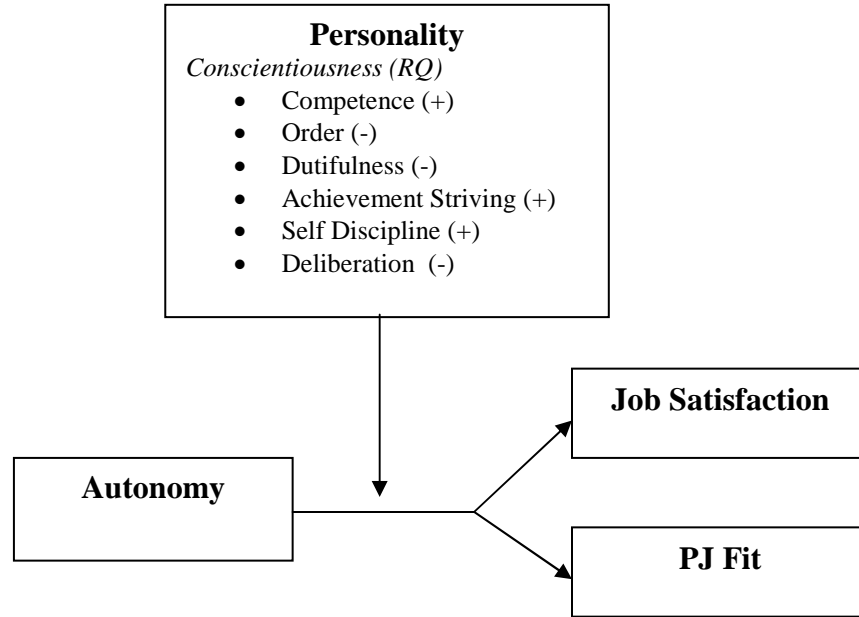 Personality
Conscientiousness (RQ)
• Competence (+)
• Order (-)
• Dutifulness (-)
• Achievement Striving (+)
• Self Discipline (+)
• Deliberation  (-)
Job Satisfaction
Autonomy
PJ Fit